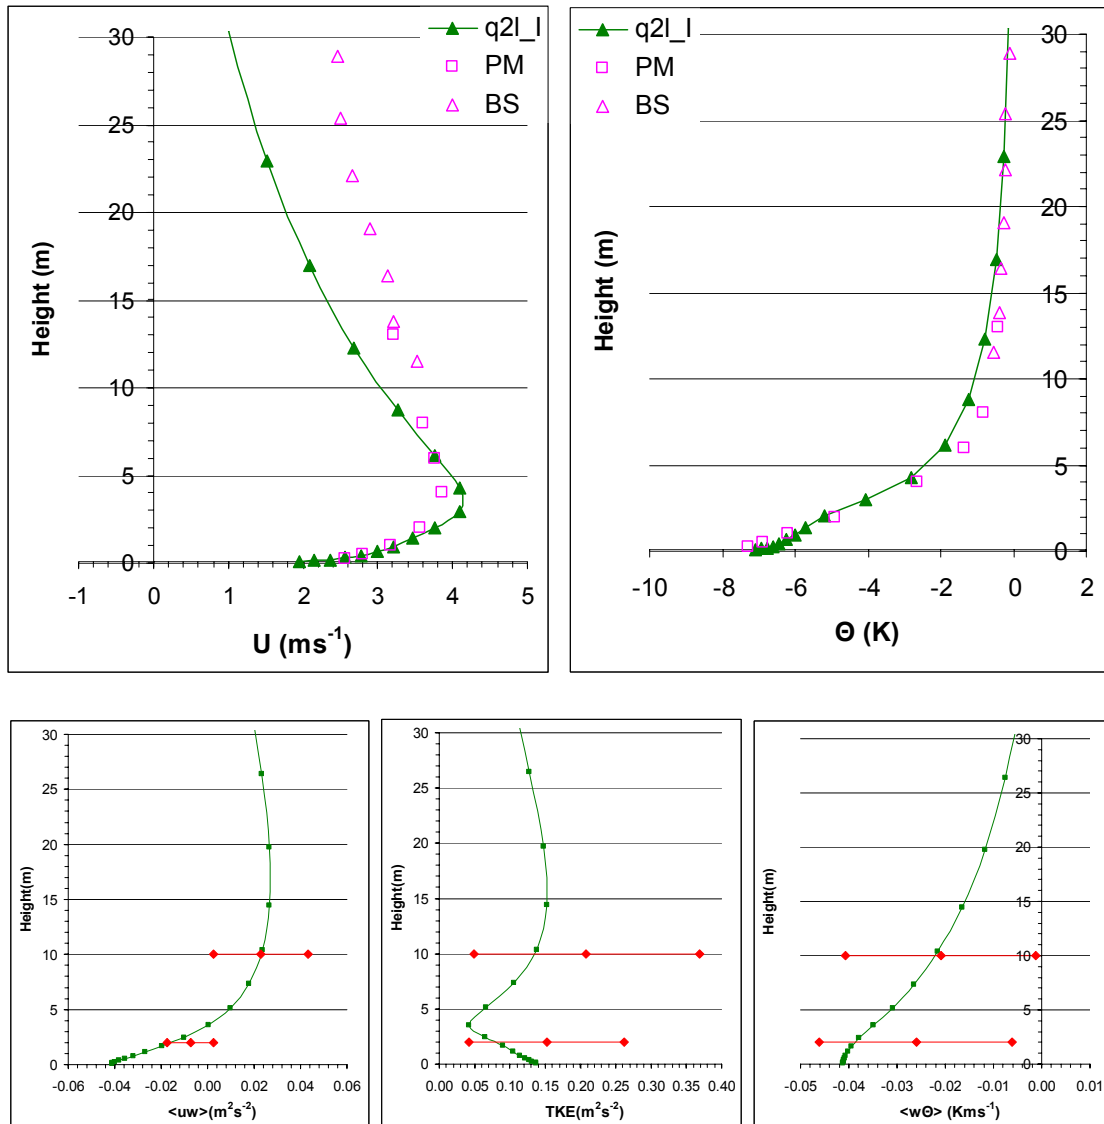 q2l_l
PM
BS
30
25
20
15
10
5
0
Height (m)
-1 0 1 2 3 4 5
U (ms-1)
q2l_l
PM
BS
30
25
20
15
10
5
0
Height (m)
-10 -8 -6 -4 -2 0 2
Θ (K)
30
25
20
15
10
5
0
Height(m)
-0.06 -0.04 -0.02 0.00 0.02 0.04 0.06
<uw>(m2s-2)
30
25
20
15
10
5
0
Height(m)
0.00 0.05 0.10 0.15 0.20 0.25 0.30 0.35 0.40
TKE(m2s-2)
30
25
20
15
10
5
0
Height(m)
-0.05 -0.04 -0.03 -0.02 -0.01 0.00 0.01
<wΘ> (Kms-1)